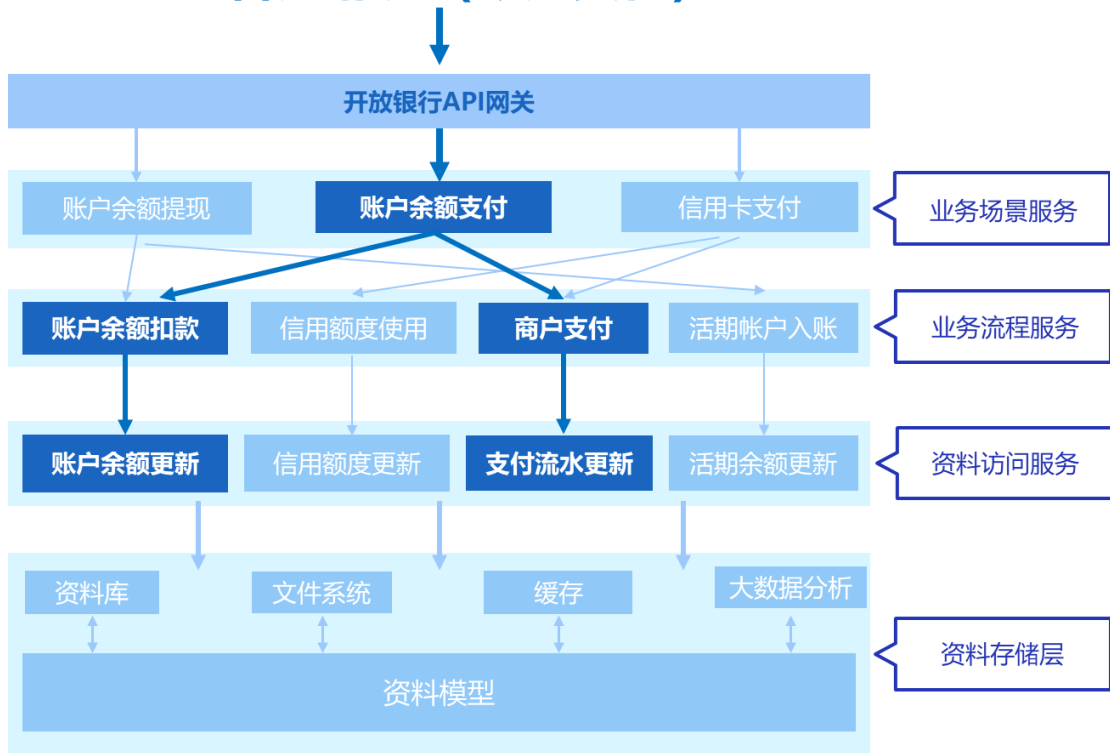 开放银行API网关
账户余额提现
账户余额支付
信用卡支付
业务场景服务
账户余额扣款
信用额度使用
商户支付
活期帐户入账
业务流程服务
账户余额更新
信用额度更新
支付流水更新
活期余额更新
资料访问服务
资料库
文件系统
缓存
大数据分析
资料存储层
资料模型